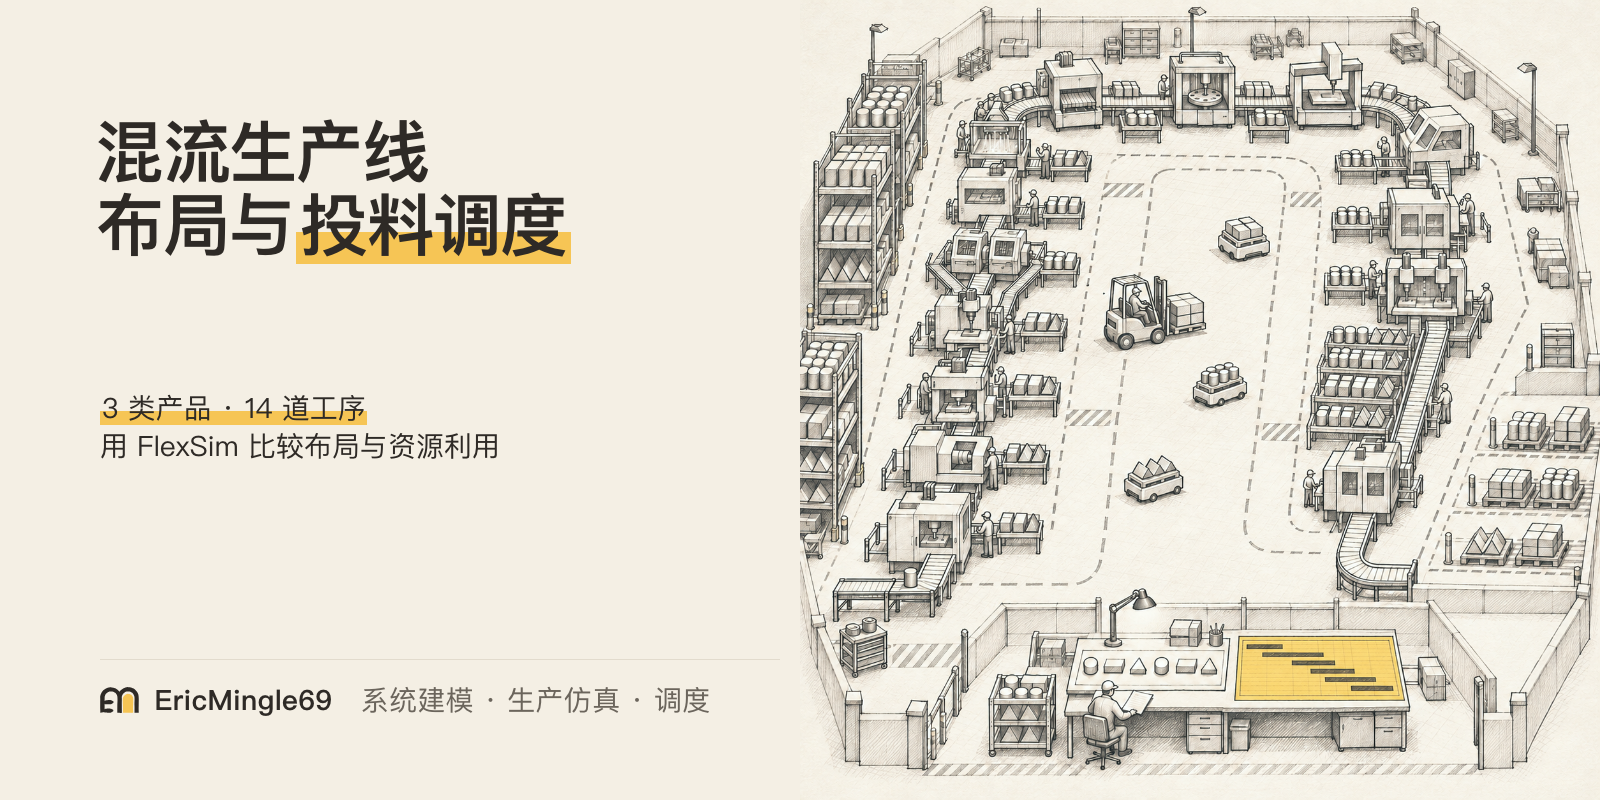 混流生产线
布局与投料调度
3 类产品 · 14 道工序
用 FlexSim 比较布局与资源利用
EricMingle69 系统建模 · 生产仿真 · 调度